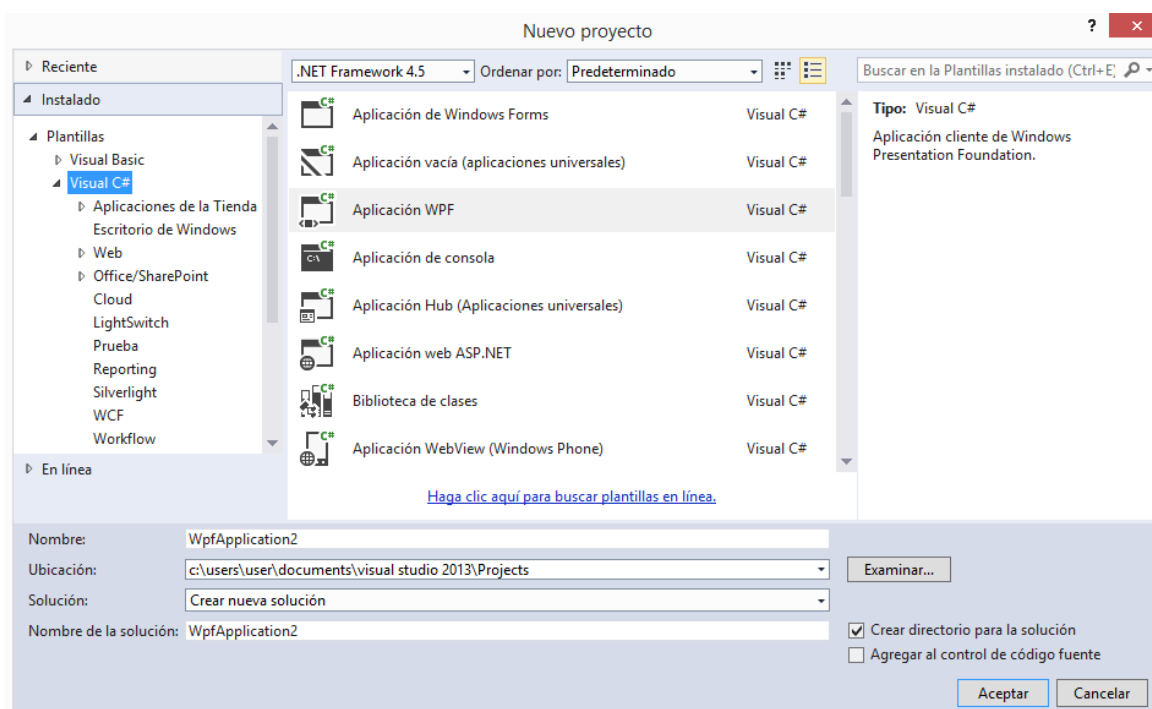 Nuevo proyecto
?
Reciente
.NET Framework 4.5 Ordenar por: Predeterminado
Buscar en la Plantillas instalado (Ctrl+E)
Instalado
Plantillas
Visual Basic
Visual C#
Aplicaciones de la Tienda
Escritorio de Windows
Web
Office/SharePoint
Cloud
LightSwitch
Prueba
Reporting
Silverlight
WCF
Workflow
En línea
C# Aplicación de Windows Forms Visual C#
C# Aplicación vacía (aplicaciones universales) Visual C#
C# Aplicación WPF Visual C#
C# C:\ Aplicación de consola Visual C#
C# Aplicación Hub (Aplicaciones universales) Visual C#
C# Aplicación web ASP.NET Visual C#
C# Biblioteca de clases Visual C#
C# Aplicación WebView (Windows Phone) Visual C#
Haga clic aquí para buscar plantillas en línea.
Tipo: Visual C#
Aplicación cliente de Windows
Presentation Foundation.
Nombre: WpfApplication2
Ubicación: c:\users\user\documents\visual studio 2013\Projects Examinar...
Solución: Crear nueva solución
Nombre de la solución: WpfApplication2
Crear directorio para la solución
Agregar al control de código fuente
Aceptar Cancelar